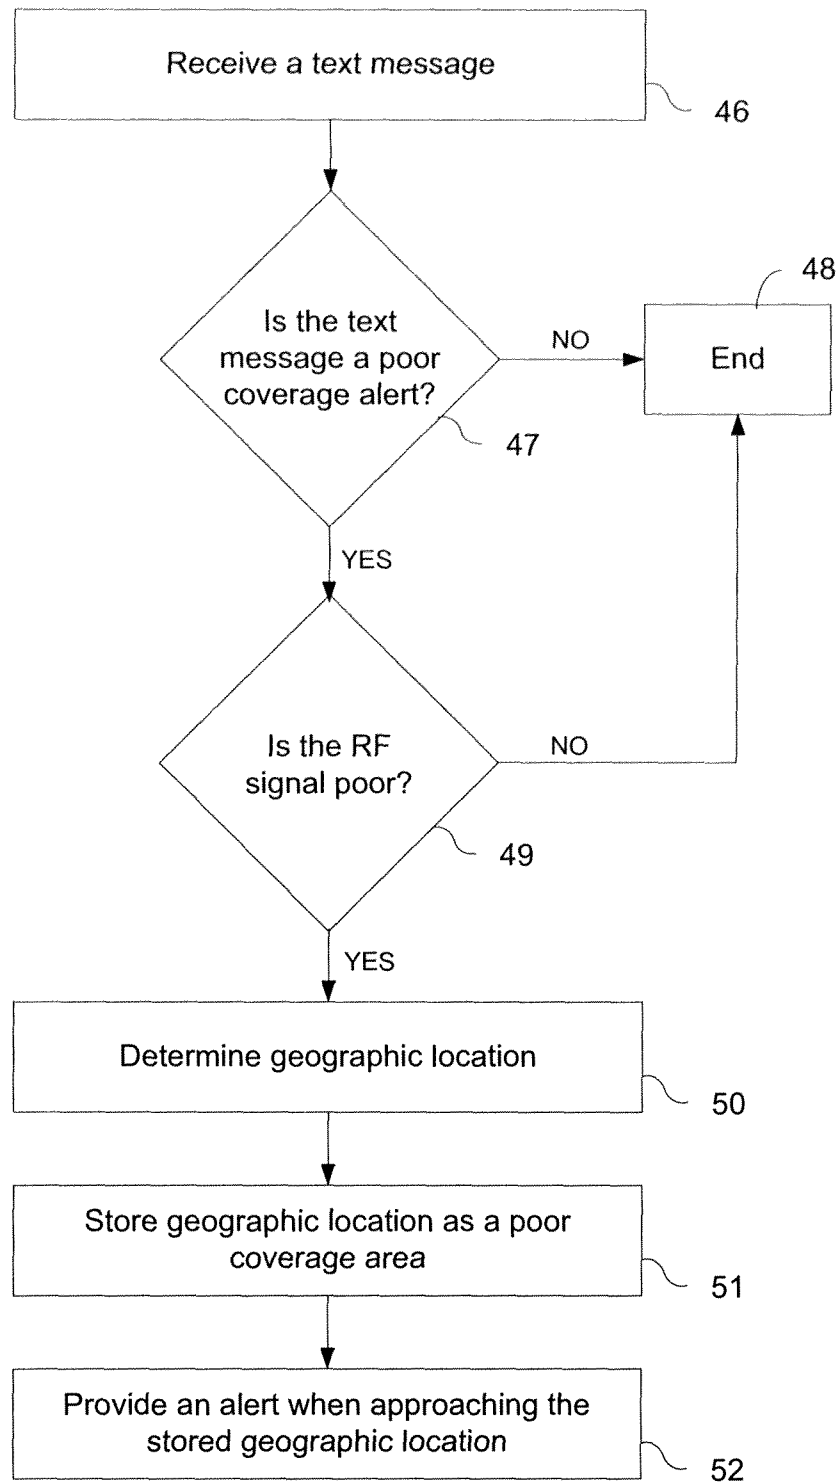 Receive a text message
46
48
Is the text
message a poor
coverage alert?
NO
End
47
YES
Is the RF
signal poor?
NO
49
YES
Determine geographic location
50
Store geographic location as a poor
coverage area
51
Provide an alert when approaching the
stored geographic location
52